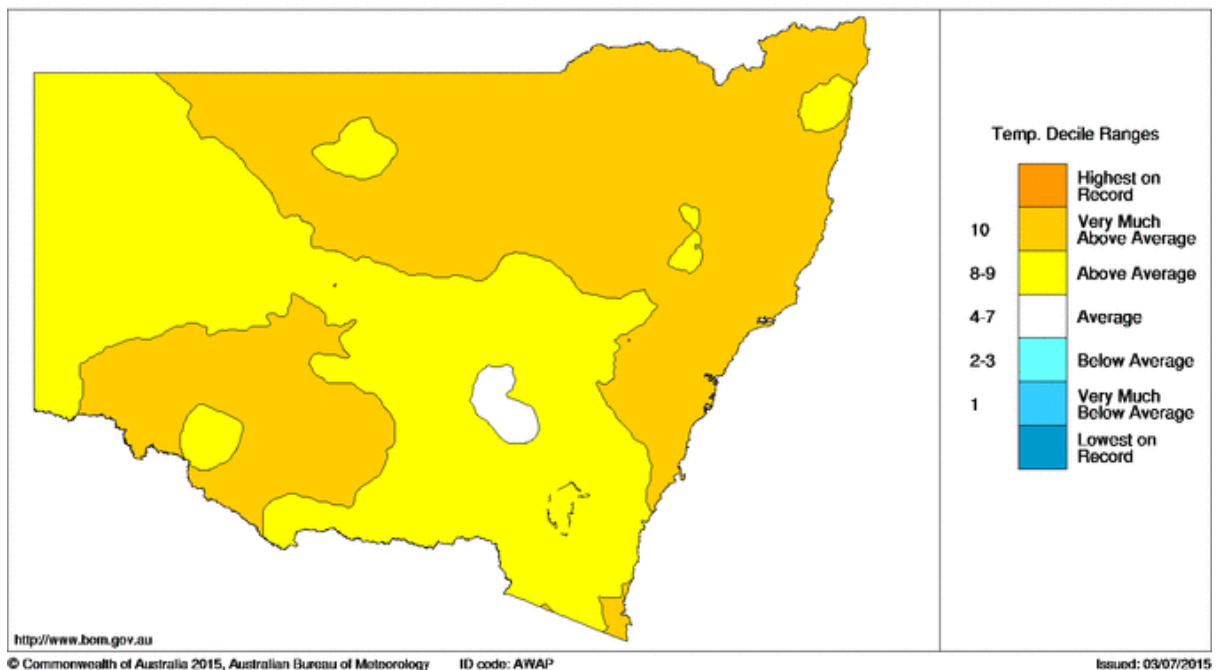 Temp. Decile Ranges
Highest on
Record
10
Very Much
Above Average
8-9
Above Average
4-7
Average
2-3
Below Average
1
Very Much
Below Average
Lowest on
Record
http://www.bom.gov.au
© Commonwealth of Australia 2015, Australian Bureau of Meteorology ID code: AWAP Issued: 03/07/2015